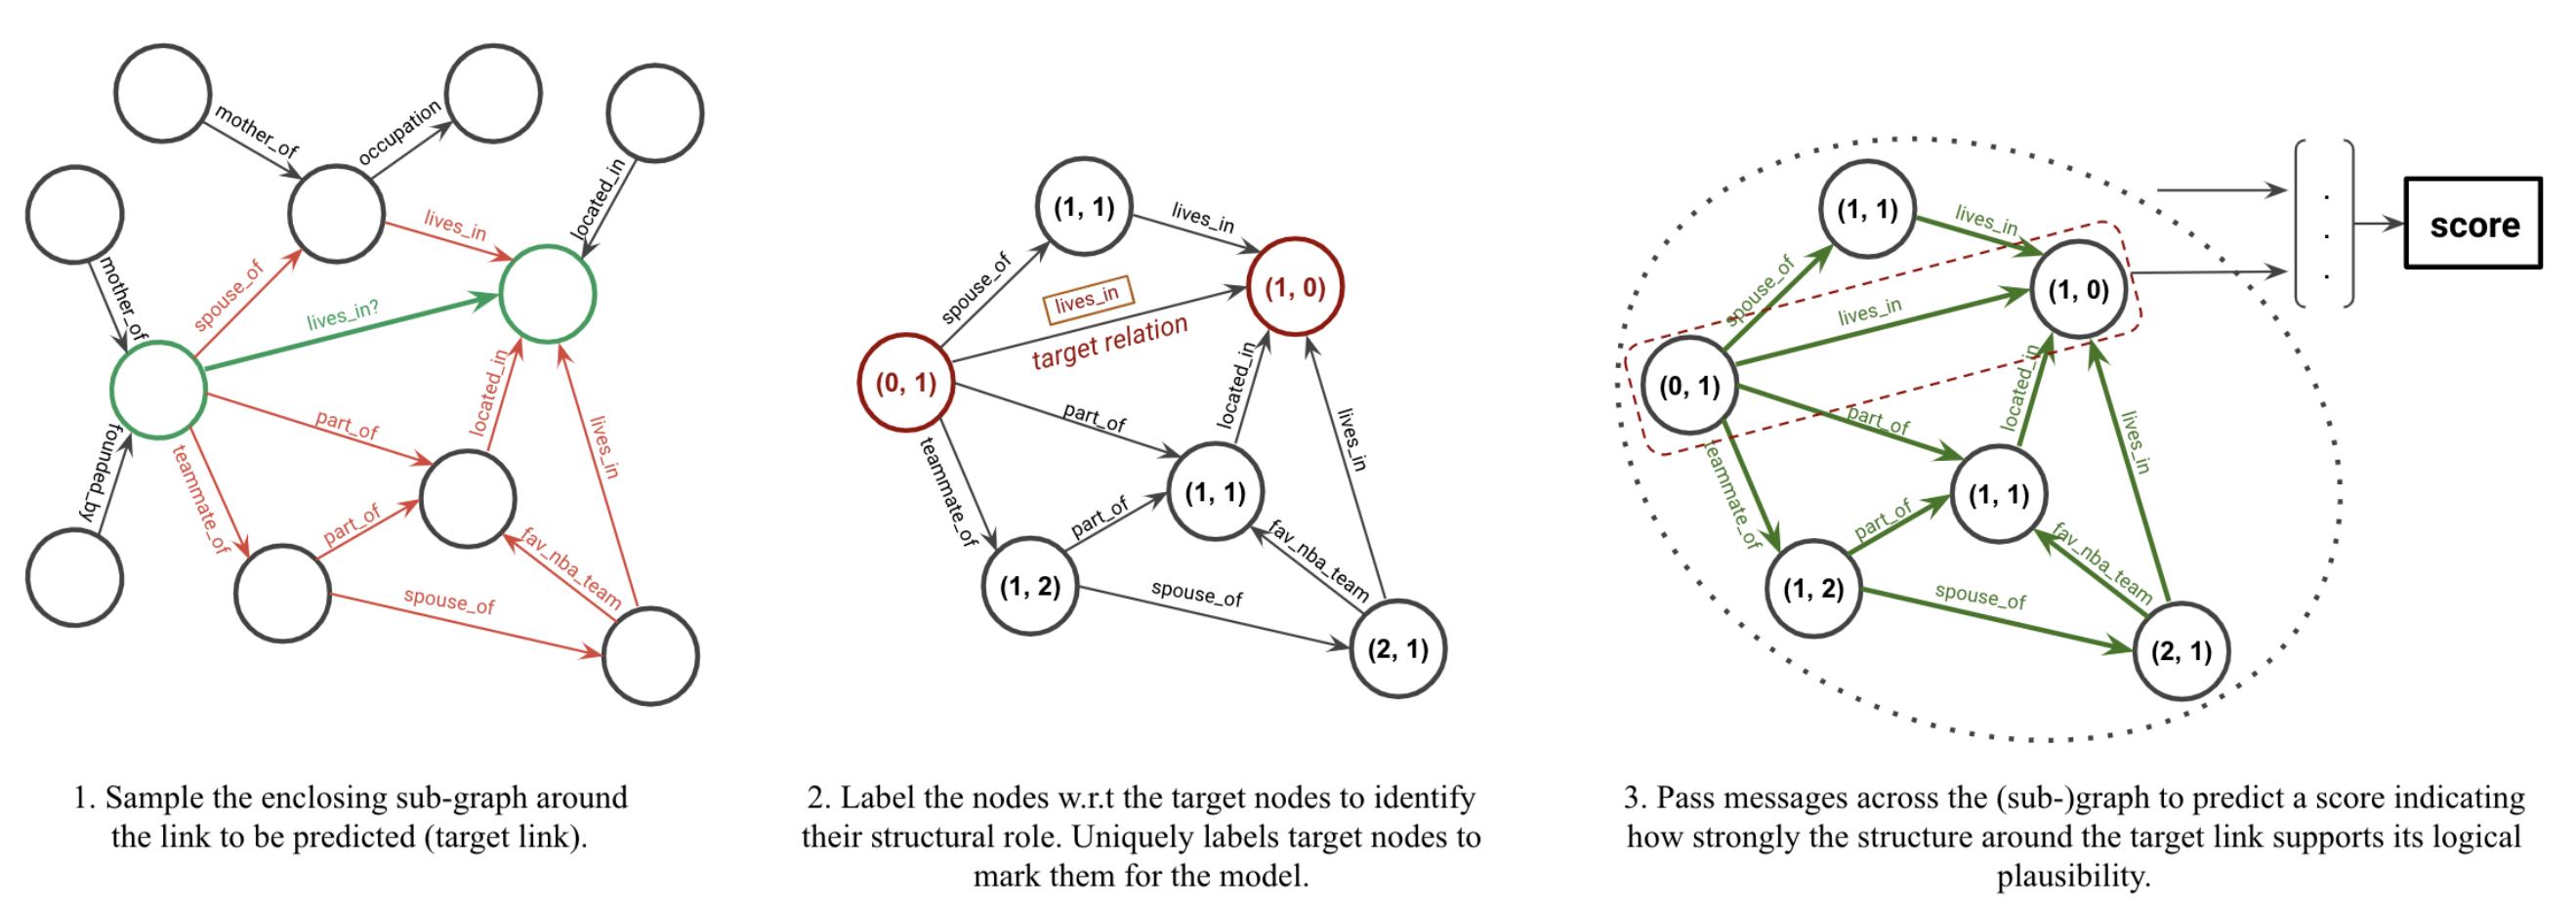 mother_of
occupation
located_in
mother_of
spouse_of
lives_in
lives_in?
part_of
located_in
lives_in
founded_by
teammate_of
part_of
fav_nba_team
spouse_of
1. Sample the enclosing sub-graph around
the link to be predicted (target link).
(1, 1)
lives_in
spouse_of
lives_in
(1, 0)
target relation
(0, 1)
part_of
located_in
lives_in
teammate_of
part_of
(1, 1)
fav_nba_team
(1, 2)
spouse_of
(2, 1)
2. Label the nodes w.r.t the target nodes to identify
their structural role. Uniquely labels target nodes to
mark them for the model.
(1, 1)
lives_in
spouse_of
lives_in
(1, 0)
(0, 1)
part_of
located_in
lives_in
teammate_of
part_of
(1, 1)
fav_nba_team
(1, 2)
spouse_of
(2, 1)
.
.
.
score
3. Pass messages across the (sub-)graph to predict a score indicating
how strongly the structure around the target link supports its logical
plausibility.